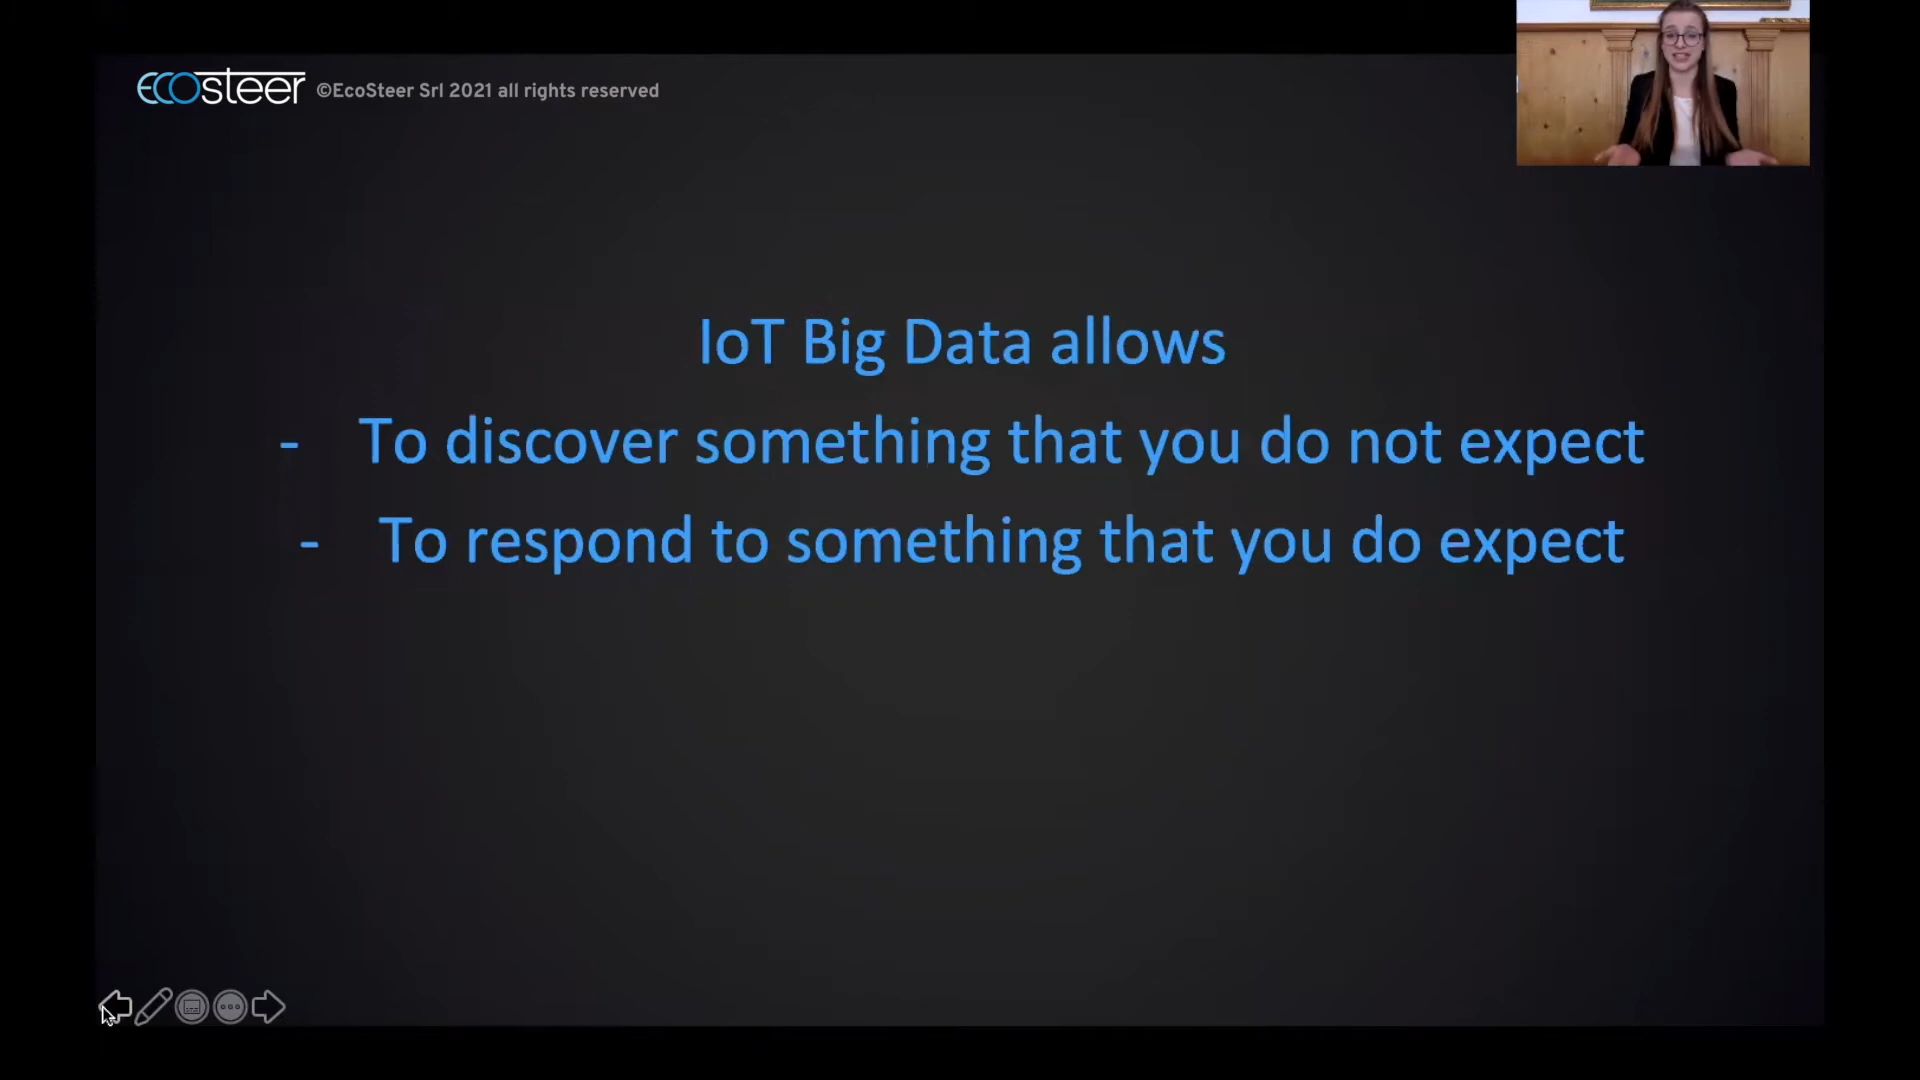 ecosteer ©EcoSteer Srl 2021 all rights reserved
IoT Big Data allows
- To discover something that you do not expect
- To respond to something that you do expect